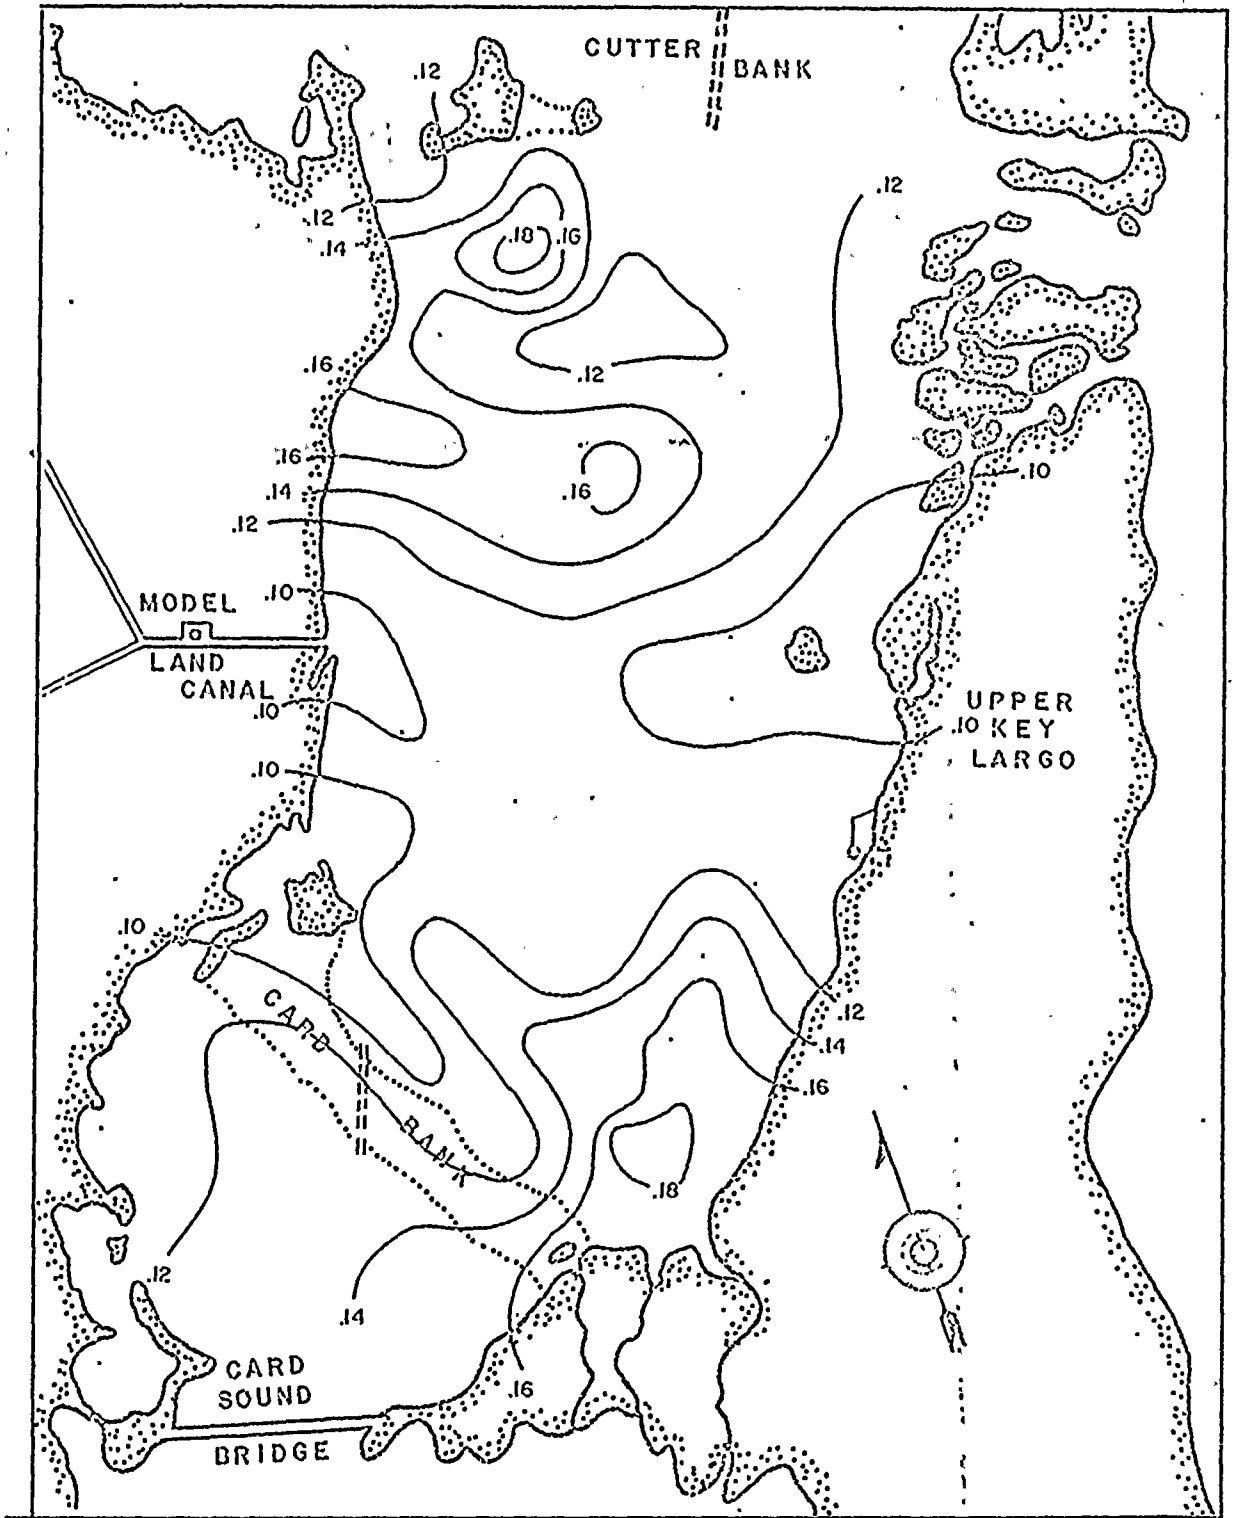 CUTTER
BANK
.12
.12
.12
.14
.18 .16
.16
.12
.16
.16
.14
.10
.12
MODEL
.10
LAND
CANAL
.10
UPPER
.10 KEY
LARGO
.10
.10
CARD
.12
.14
.16
BANK
.18
.12
.14
CARD
SOUND
.16
BRIDGE